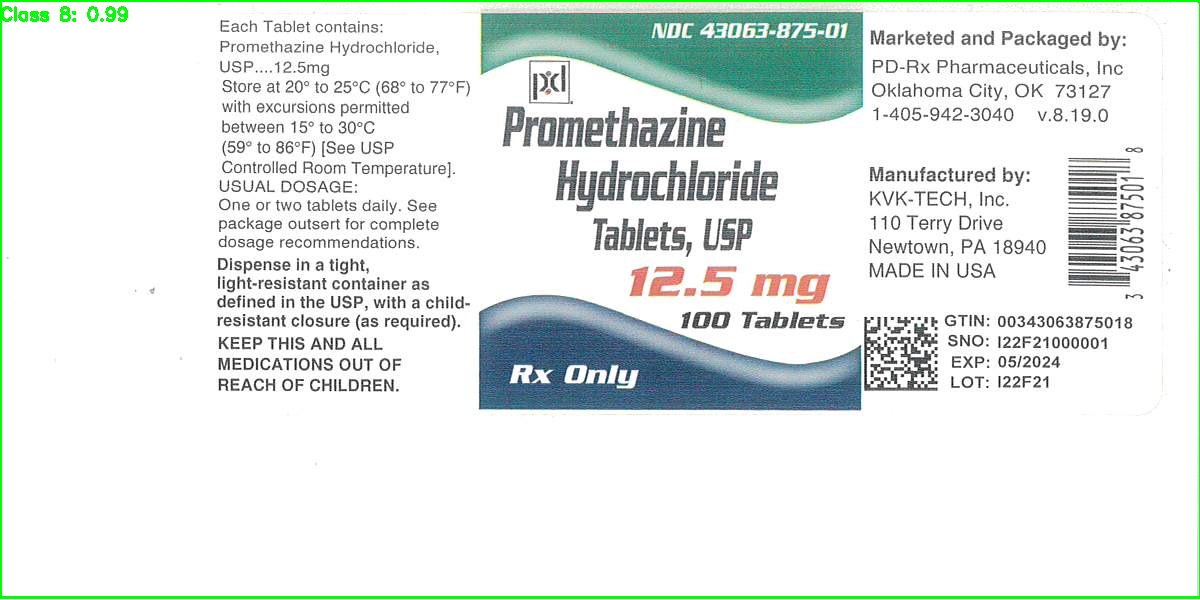 Class 8: 0.99
Each Tablet contains:
Promethazine Hydrochloride,
USP....12.5mg
Store at 20° to 25°C (68° to 77°F)
with excursions permitted
between 15° to 30°C
(59° to 86°F) [See USP
Controlled Room Temperature].
USUAL DOSAGE:
One or two tablets daily. See
package outsert for complete
dosage recommendations.
Dispense in a tight,
light-resistant container as
defined in the USP, with a child-
resistant closure (as required).
KEEP THIS AND ALL
MEDICATIONS OUT OF
REACH OF CHILDREN.
NDC 43063-875-01
pd
Promethazine
Hydrochloride
Tablets, USP
12.5 mg
100 Tablets
Rx Only
Marketed and Packaged by:
PD-Rx Pharmaceuticals, Inc
Oklahoma City, OK 73127
1-405-942-3040 v.8.19.0
Manufactured by:
KVK-TECH, Inc.
110 Terry Drive
Newtown, PA 18940
MADE IN USA
3 43063 87501 8
GTIN: 00343063875018
SNO: I22F21000001
EXP: 05/2024
LOT: I22F21